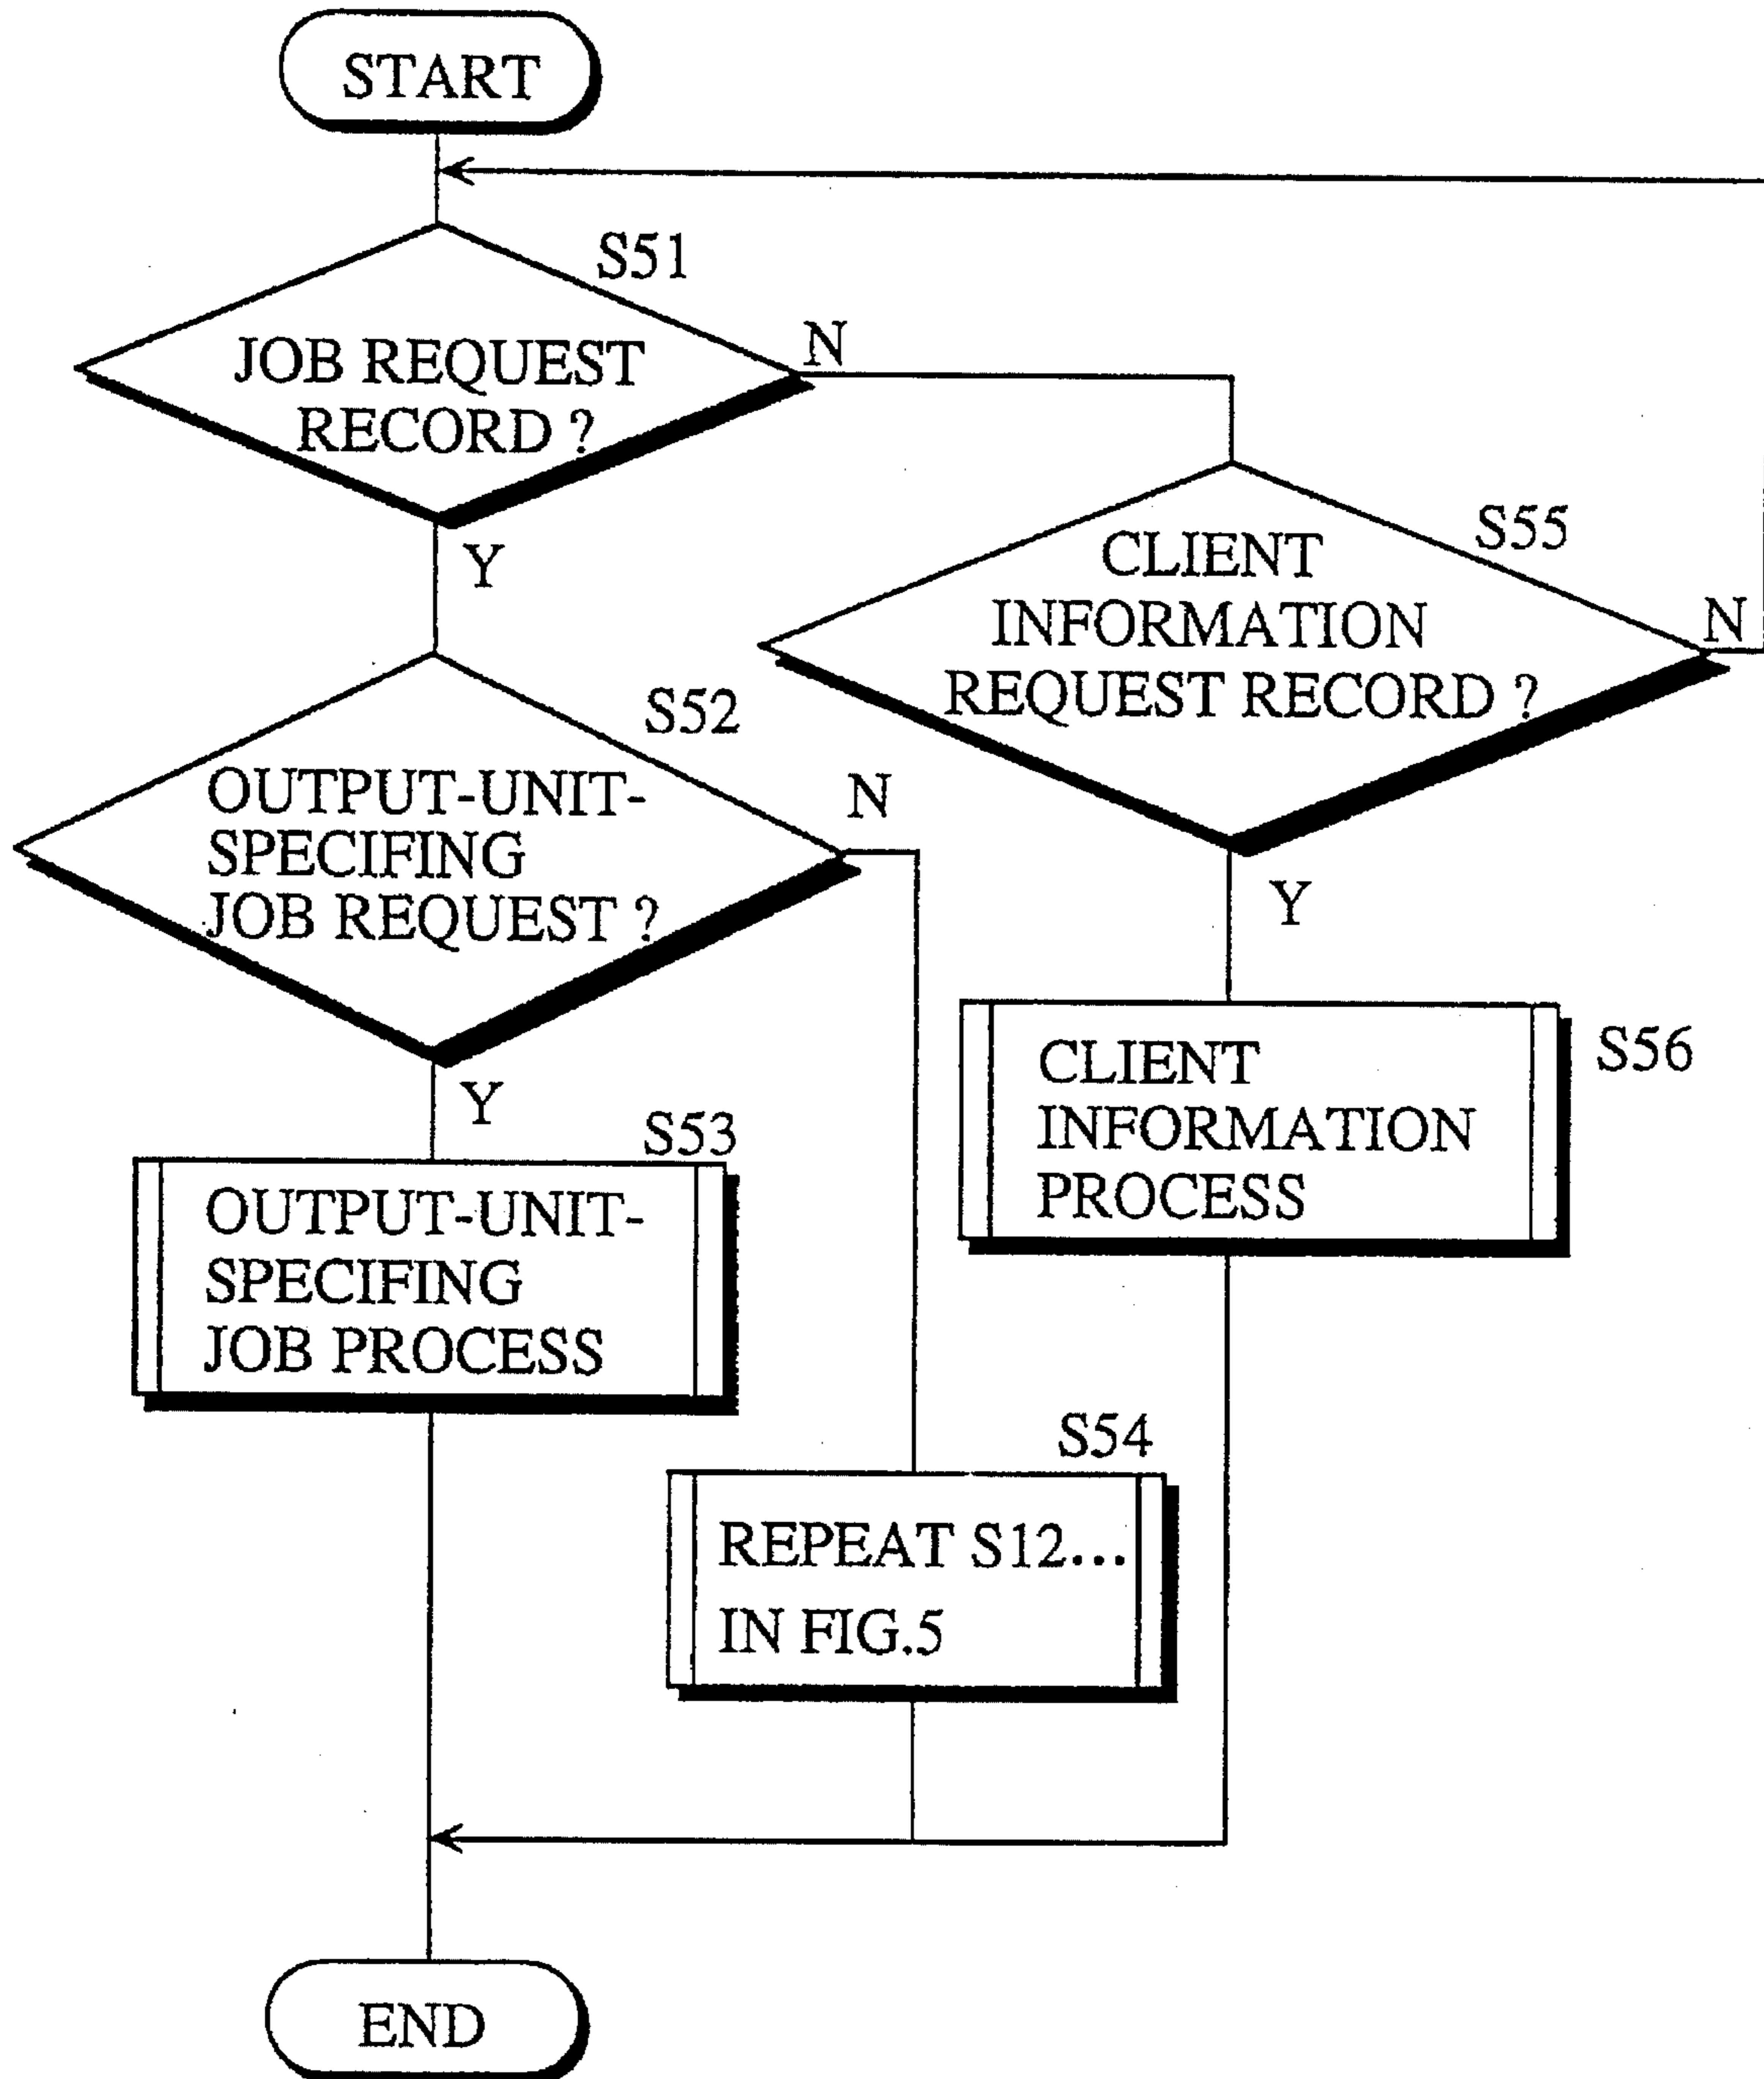 START
S51
JOB REQUEST
RECORD ?
N
Y
S55
CLIENT
INFORMATION
REQUEST RECORD ?
N
Y
S52
OUTPUT-UNIT-
SPECIFING
JOB REQUEST ?
N
Y
S53
OUTPUT-UNIT-
SPECIFING
JOB PROCESS
S56
CLIENT
INFORMATION
PROCESS
S54
REPEAT S12...
IN FIG.5
END